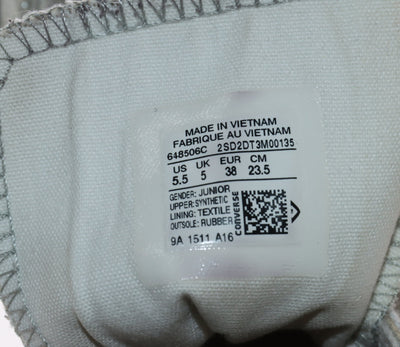 MADE IN VIETNAM
FABRIQUE AU VIETNAM
648506C 2SD2DT3M00135
US UK EUR CM
5.5 5 38 23.5
GENDER: JUNIOR
UPPER: SYNTHETIC
LINING: TEXTILE
OUTSOLE: RUBBER
CONVERSE
9A 1511 A16